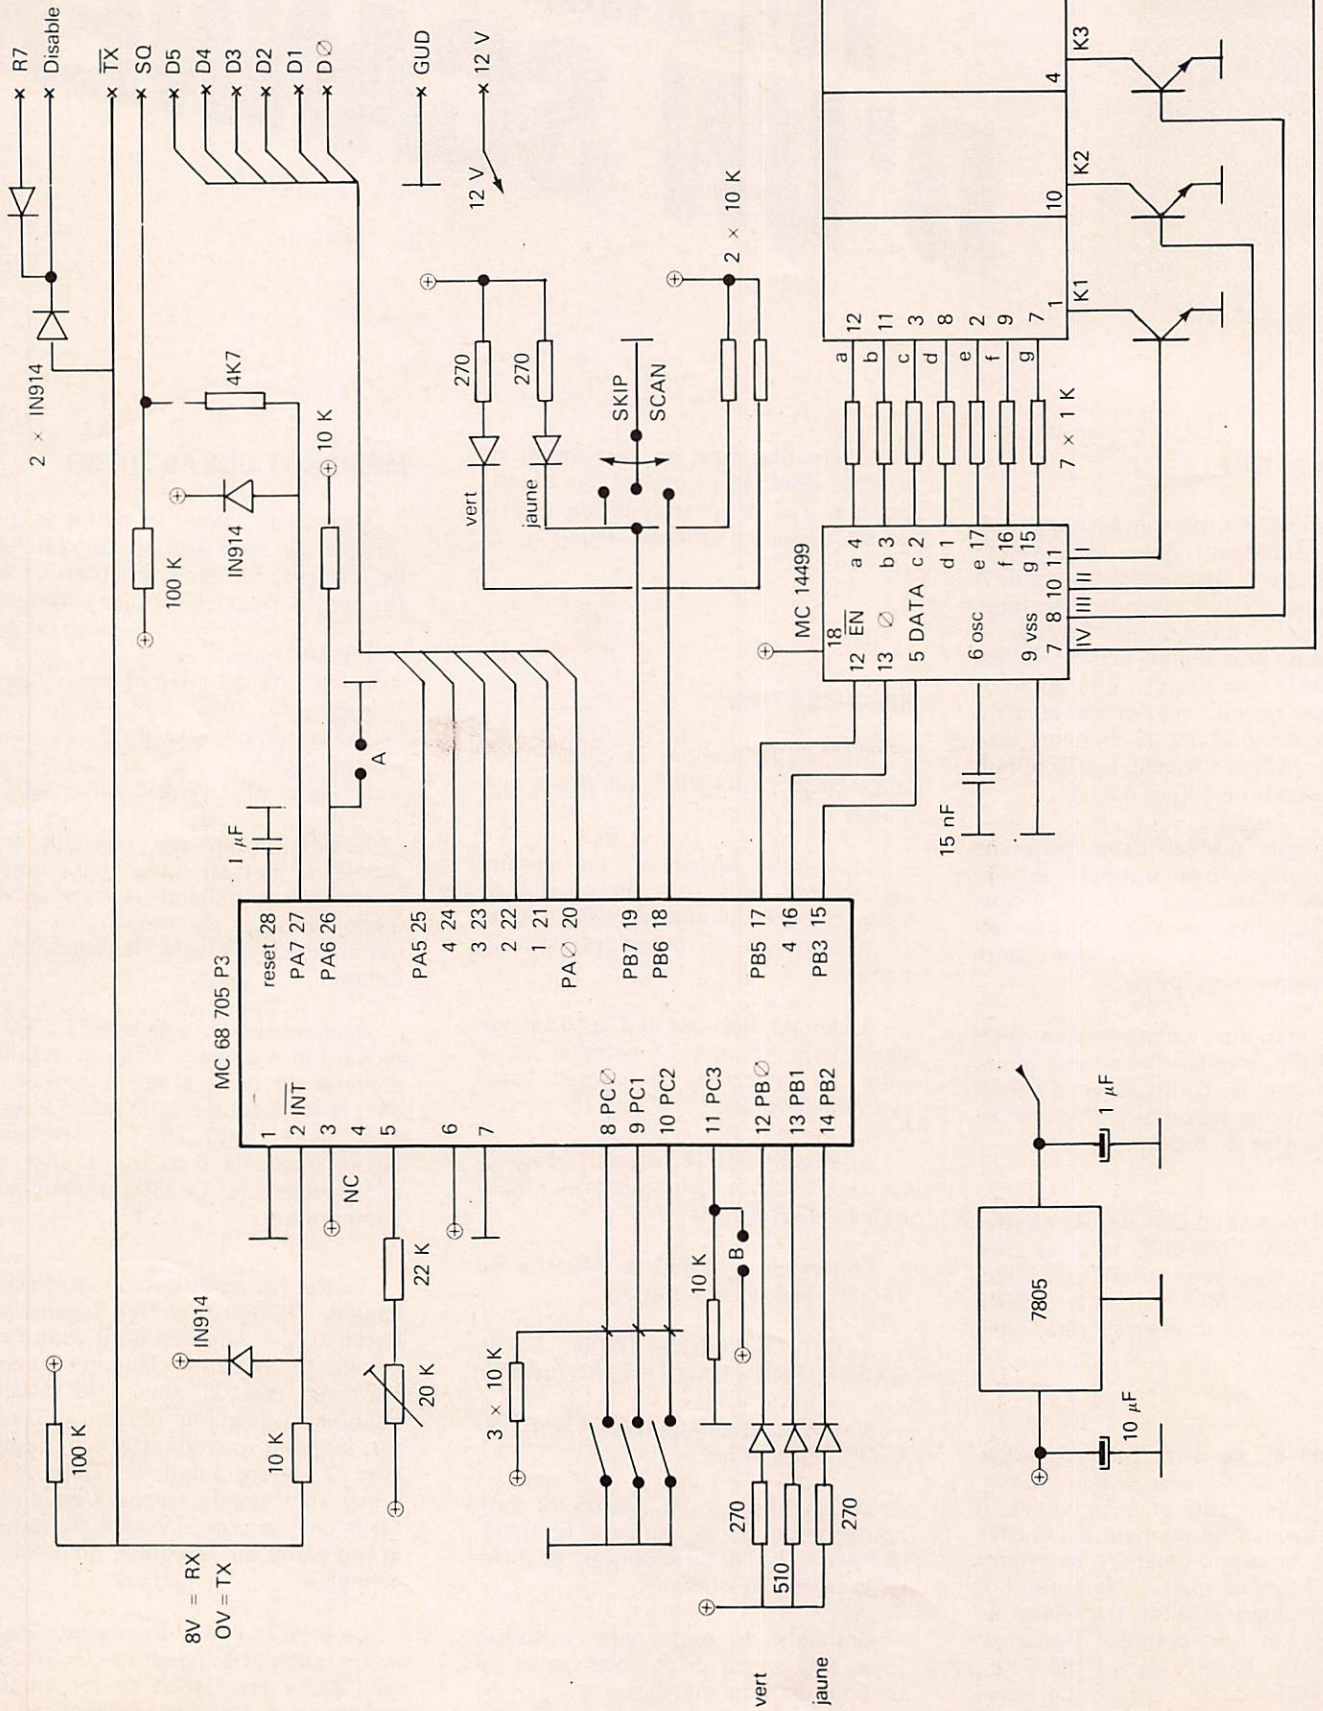 R7
Disable
TX
SQ
D5
D4
D3
D2
D1
D∅
GUD
12 V
12 V
2 × IN914
4K7
10 K
100 K
IN914
A
1 µF
MC 68 705 P3
reset 28
PA7 27
PA6 26
PA5 25
4 24
3 23
2 22
1 21
PA∅ 20
PB7 19
PB6 18
PB5 17
4 16
PB3 15
1
2 INT
3
4
5
6
7
8 PC∅
9 PC1
10 PC2
11 PC3
12 PB∅
13 PB1
14 PB2
NC
IN914
100 K
10 K
22 K
20 K
8V = RX
OV = TX
3 × 10 K
10 K
B
270
510
270
vert
jaune
270
270
vert
jaune
SKIP
SCAN
2 × 10 K
MC 14499
18
12 EN
13 ∅
5 DATA
6 osc
9 vss
a 4
b 3
c 2
d 1
e 17
f 16
g 15
7 8 10 11
IV III II I
15 nF
7 × 1 K
a 12
b 11
c 3
d 8
e 2
f 9
g 7
1 10 4
K1 K2 K3
7805
10 µF
1 µF